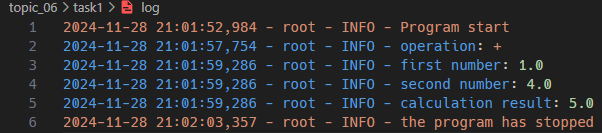 topic_06 > task1 > log
1 2024-11-28 21:01:52,984 - root - INFO - Program start
2 2024-11-28 21:01:57,754 - root - INFO - operation: +
3 2024-11-28 21:01:59,286 - root - INFO - first number: 1.0
4 2024-11-28 21:01:59,286 - root - INFO - second number: 4.0
5 2024-11-28 21:01:59,286 - root - INFO - calculation result: 5.0
6 2024-11-28 21:02:03,357 - root - INFO - the program has stopped